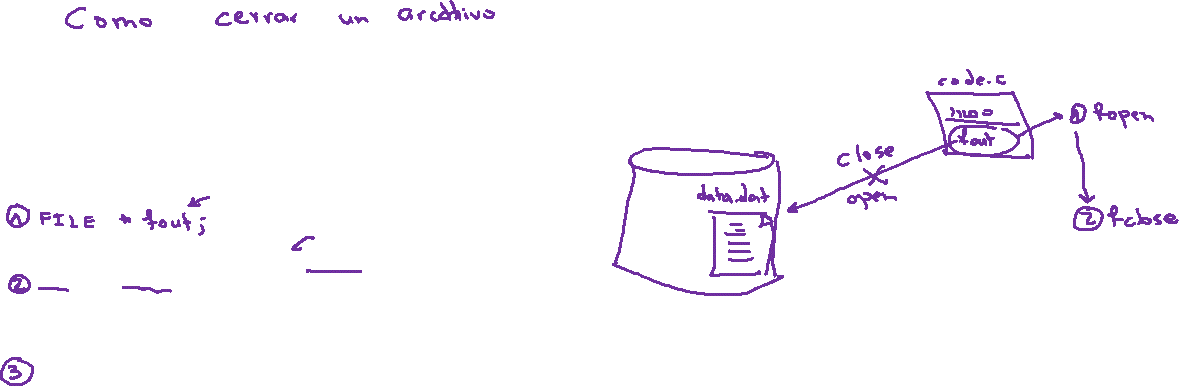 Como cerrar un archivo
code.c
fout
① fopen
close
open
data.dat
① FILE * fout;
② fclose
②
③